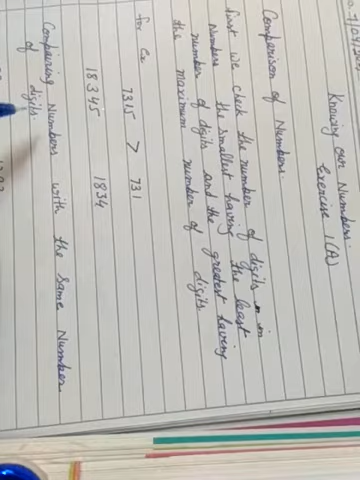 Knowing our Numbers.
Exercise 1(A)
Comparison of Numbers.
first we check the number of digits in
Numbers the smallest having the least
number of digits and the greatest having
the maximum number of digits.
for ex
7315 > 731
18345 1834
Comparing Numbers with the same Number
of digits.